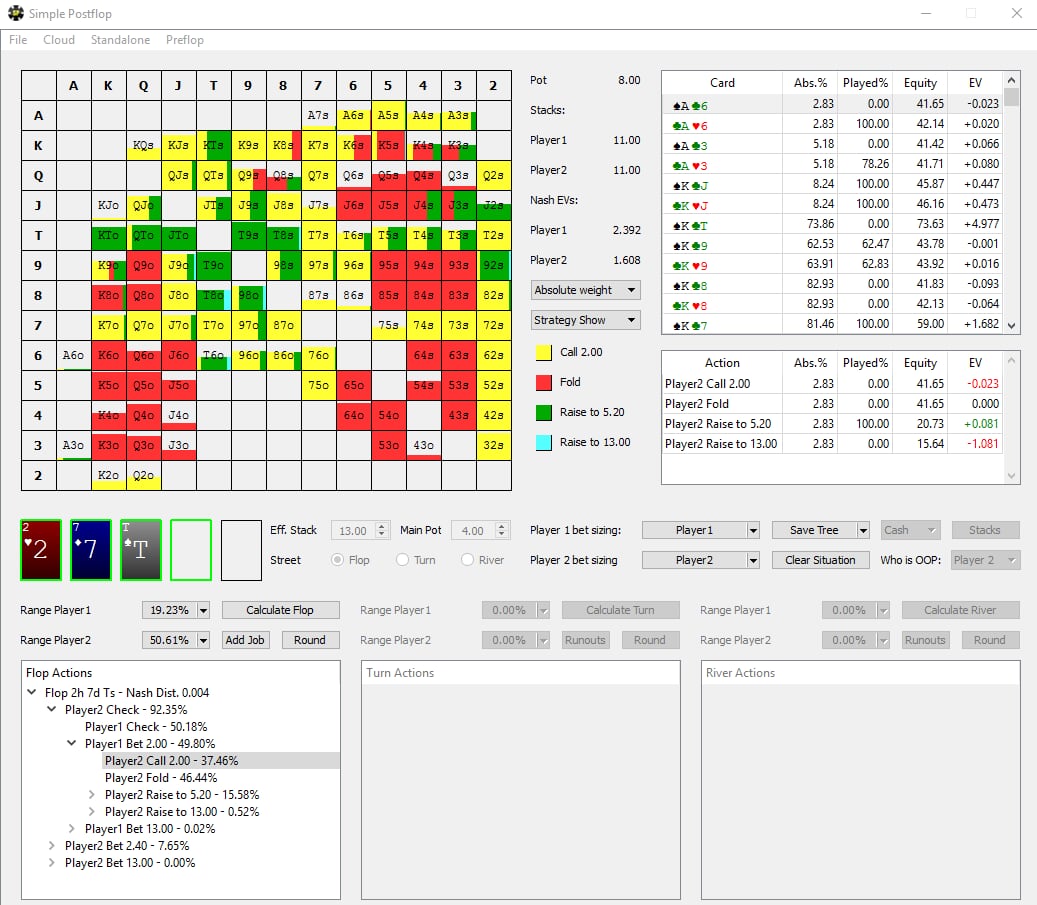 Simple Postflop
File Cloud Standalone Preflop
A K Q J T 9 8 7 6 5 4 3 2
A A7s A6s A5s A4s A3s
K KQs KJs KTs K9s K8s K7s K6s K5s K4s K3s
Q QJs QTs Q9s Q8s Q7s Q6s Q5s Q4s Q3s Q2s
J KJo QJo JTs J9s J8s J7s J6s J5s J4s J3s J2s
T KTo QTo JTo T9s T8s T7s T6s T5s T4s T3s T2s
9 K9o Q9o J9o T9o 98s 97s 96s 95s 94s 93s 92s
8 K8o Q8o J8o T8o 98o 87s 86s 85s 84s 83s 82s
7 K7o Q7o J7o T7o 97o 87o 75s 74s 73s 72s
6 A6o K6o Q6o J6o T6o 96o 86o 76o 64s 63s 62s
5 K5o Q5o J5o 75o 65o 54s 53s 52s
4 K4o Q4o J4o 64o 54o 43s 42s
3 A3o K3o Q3o J3o 53o 43o 32s
2 K2o Q2o
Pot 8.00
Stacks:
Player1 11.00
Player2 11.00
Nash EVs:
Player1 2.392
Player2 1.608
Absolute weight
Strategy Show
Call 2.00
Fold
Raise to 5.20
Raise to 13.00
Card Abs.% Played% Equity EV
♠A ♣6 2.83 0.00 41.65 -0.023
♣A ♥6 2.83 100.00 42.14 +0.020
♠A ♣3 5.18 0.00 41.42 +0.066
♣A ♥3 5.18 78.26 41.71 +0.080
♠K ♣J 8.24 100.00 45.87 +0.447
♣K ♥J 8.24 100.00 46.16 +0.473
♠K ♣T 73.86 0.00 73.63 +4.977
♠K ♣9 62.53 62.47 43.78 -0.001
♣K ♥9 63.91 62.83 43.92 +0.016
♠K ♣8 82.93 0.00 41.83 -0.093
♣K ♥8 82.93 0.00 42.13 -0.064
♠K ♣7 81.46 100.00 59.00 +1.682
Action Abs.% Played% Equity EV
Player2 Call 2.00 2.83 0.00 41.65 -0.023
Player2 Fold 2.83 0.00 41.65 0.000
Player2 Raise to 5.20 2.83 100.00 20.73 +0.081
Player2 Raise to 13.00 2.83 0.00 15.64 -1.081
2 ♥2 7 ♦7 T ♠T
Eff. Stack 13.00 Main Pot 4.00 Player 1 bet sizing: Player1 Save Tree Cash Stacks
Street Flop Turn River Player 2 bet sizing Player2 Clear Situation Who is OOP: Player 2
Range Player1 19.23% Calculate Flop Range Player1 0.00% Calculate Turn Range Player1 0.00% Calculate River
Range Player2 50.61% Add Job Round Range Player2 0.00% Runouts Round Range Player2 0.00% Runouts Round
Flop Actions Turn Actions River Actions
Flop 2h 7d Ts - Nash Dist. 0.004
Player2 Check - 92.35%
Player1 Check - 50.18%
Player1 Bet 2.00 - 49.80%
Player2 Call 2.00 - 37.46%
Player2 Fold - 46.44%
Player2 Raise to 5.20 - 15.58%
Player2 Raise to 13.00 - 0.52%
Player1 Bet 13.00 - 0.02%
Player2 Bet 2.40 - 7.65%
Player2 Bet 13.00 - 0.00%